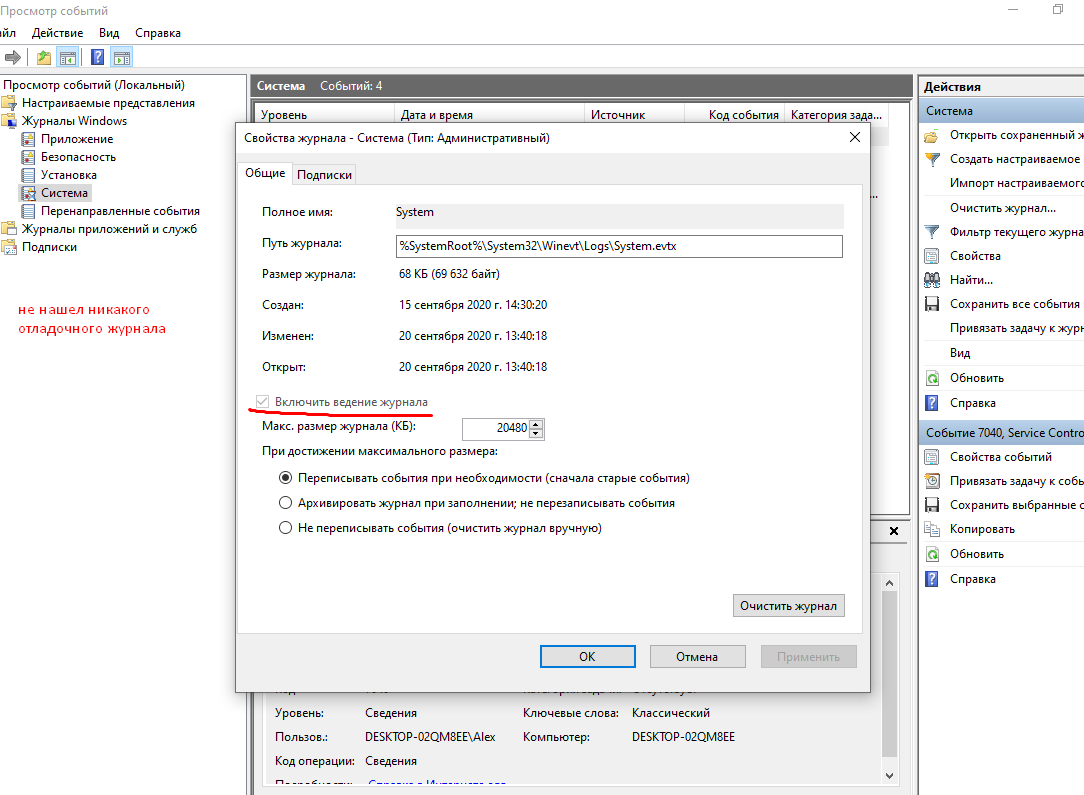 Просмотр событий
йл Действие Вид Справка
Просмотр событий (Локальный)
Настраиваемые представления
Журналы Windows
Приложение
Безопасность
Установка
Система
Перенаправленные события
Журналы приложений и служб
Подписки
не нашел никакого
отладочного журнала
Система Событий: 4
Уровень Дата и время Источник Код события Категория зада...
Свойства журнала - Система (Тип: Административный)
Общие Подписки
Полное имя: System
Путь журнала: %SystemRoot%\System32\Winevt\Logs\System.evtx
Размер журнала: 68 КБ (69 632 байт)
Создан: 15 сентября 2020 г. 14:30:20
Изменен: 20 сентября 2020 г. 13:40:18
Открыт: 20 сентября 2020 г. 13:40:18
Включить ведение журнала
Макс. размер журнала (КБ): 20480
При достижении максимального размера:
Переписывать события при необходимости (сначала старые события)
Архивировать журнал при заполнении; не перезаписывать события
Не переписывать события (очистить журнал вручную)
Очистить журнал
ОК Отмена Применить
Уровень: Сведения Ключевые слова: Классический
Пользов.: DESKTOP-02QM8EE\Alex Компьютер: DESKTOP-02QM8EE
Код операции: Сведения
Действия
Система
Открыть сохраненный ж
Создать настраиваемое
Импорт настраиваемого
Очистить журнал...
Фильтр текущего журна
Свойства
Найти...
Сохранить все события
Привязать задачу к журн
Вид
Обновить
Справка
Событие 7040, Service Contro
Свойства событий
Привязать задачу к собы
Сохранить выбранные с
Копировать
Обновить
Справка